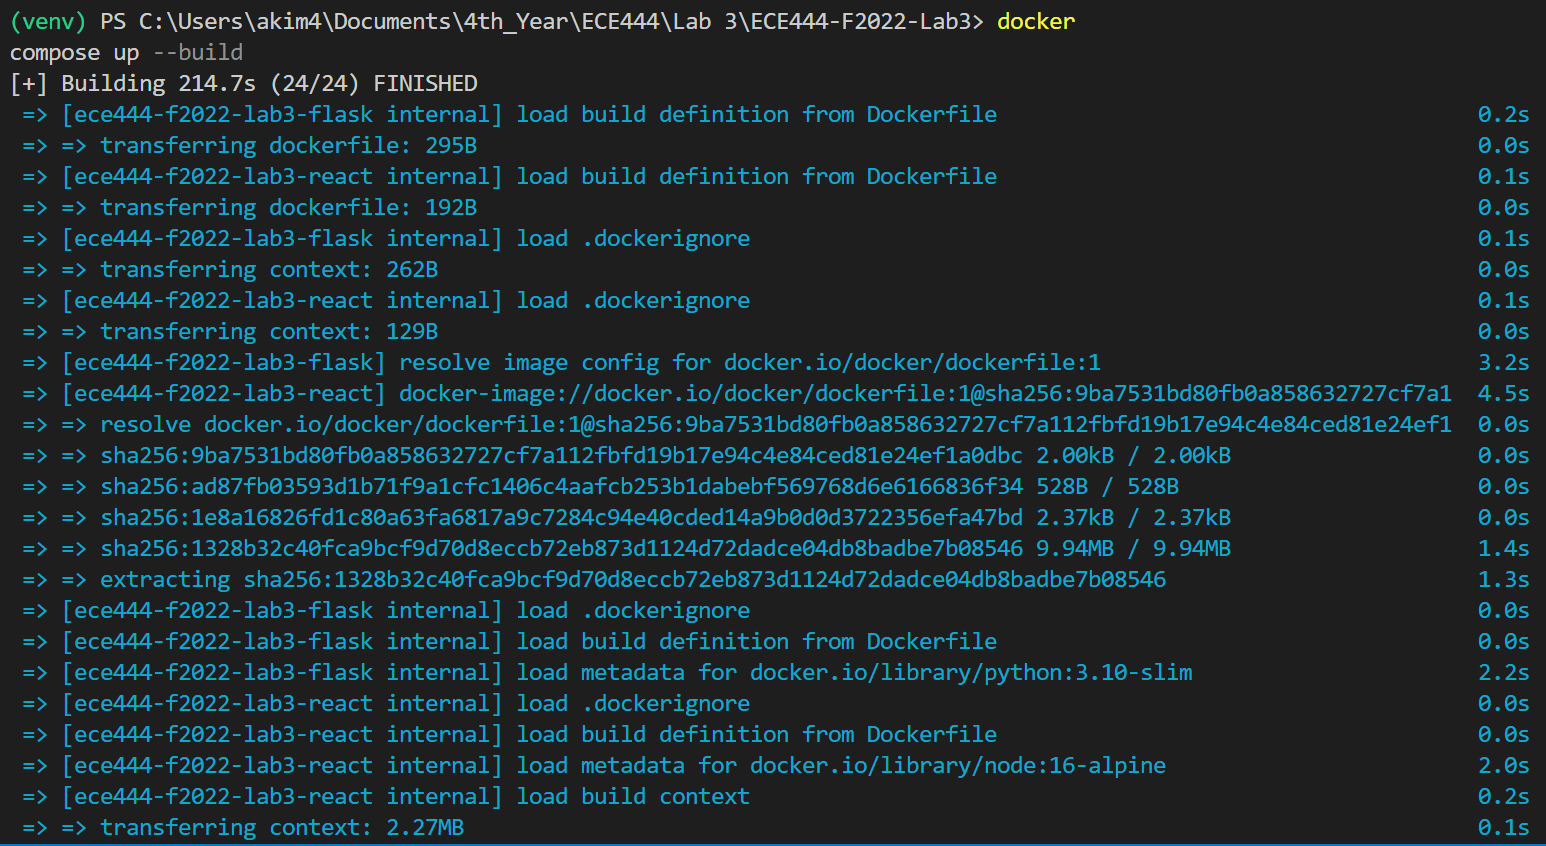 (venv) PS C:\Users\akim4\Documents\4th_Year\ECE444\Lab 3\ECE444-F2022-Lab3> docker
compose up --build
[+] Building 214.7s (24/24) FINISHED
=> [ece444-f2022-lab3-flask internal] load build definition from Dockerfile 0.2s
=> => transferring dockerfile: 295B 0.0s
=> [ece444-f2022-lab3-react internal] load build definition from Dockerfile 0.1s
=> => transferring dockerfile: 192B 0.0s
=> [ece444-f2022-lab3-flask internal] load .dockerignore 0.1s
=> => transferring context: 262B 0.0s
=> [ece444-f2022-lab3-react internal] load .dockerignore 0.1s
=> => transferring context: 129B 0.0s
=> [ece444-f2022-lab3-flask] resolve image config for docker.io/docker/dockerfile:1 3.2s
=> [ece444-f2022-lab3-react] docker-image://docker.io/docker/dockerfile:1@sha256:9ba7531bd80fb0a858632727cf7a1 4.5s
=> => resolve docker.io/docker/dockerfile:1@sha256:9ba7531bd80fb0a858632727cf7a112fbfd19b17e94c4e84ced81e24ef1 0.0s
=> => sha256:9ba7531bd80fb0a858632727cf7a112fbfd19b17e94c4e84ced81e24ef1a0dbc 2.00kB / 2.00kB 0.0s
=> => sha256:ad87fb03593d1b71f9a1cfc1406c4aafcb253b1dabebf569768d6e6166836f34 528B / 528B 0.0s
=> => sha256:1e8a16826fd1c80a63fa6817a9c7284c94e40cded14a9b0d0d3722356efa47bd 2.37kB / 2.37kB 0.0s
=> => sha256:1328b32c40fca9bcf9d70d8eccb72eb873d1124d72dadce04db8badbe7b08546 9.94MB / 9.94MB 1.4s
=> => extracting sha256:1328b32c40fca9bcf9d70d8eccb72eb873d1124d72dadce04db8badbe7b08546 1.3s
=> [ece444-f2022-lab3-flask internal] load .dockerignore 0.0s
=> [ece444-f2022-lab3-flask internal] load build definition from Dockerfile 0.0s
=> [ece444-f2022-lab3-flask internal] load metadata for docker.io/library/python:3.10-slim 2.2s
=> [ece444-f2022-lab3-react internal] load .dockerignore 0.0s
=> [ece444-f2022-lab3-react internal] load build definition from Dockerfile 0.0s
=> [ece444-f2022-lab3-react internal] load metadata for docker.io/library/node:16-alpine 2.0s
=> [ece444-f2022-lab3-react internal] load build context 0.2s
=> => transferring context: 2.27MB 0.1s